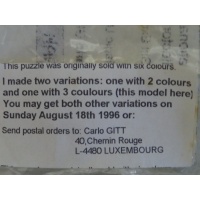 This puzzle was originally sold with six colours.
I made two variations: one with 2 colours
and one with 3 coulours (this model here)
You may get both other variations on
Sunday August 18th 1996 or:
Send postal orders to: Carlo GITT
40,Chemin Rouge
L-4480 LUXEMBOURG